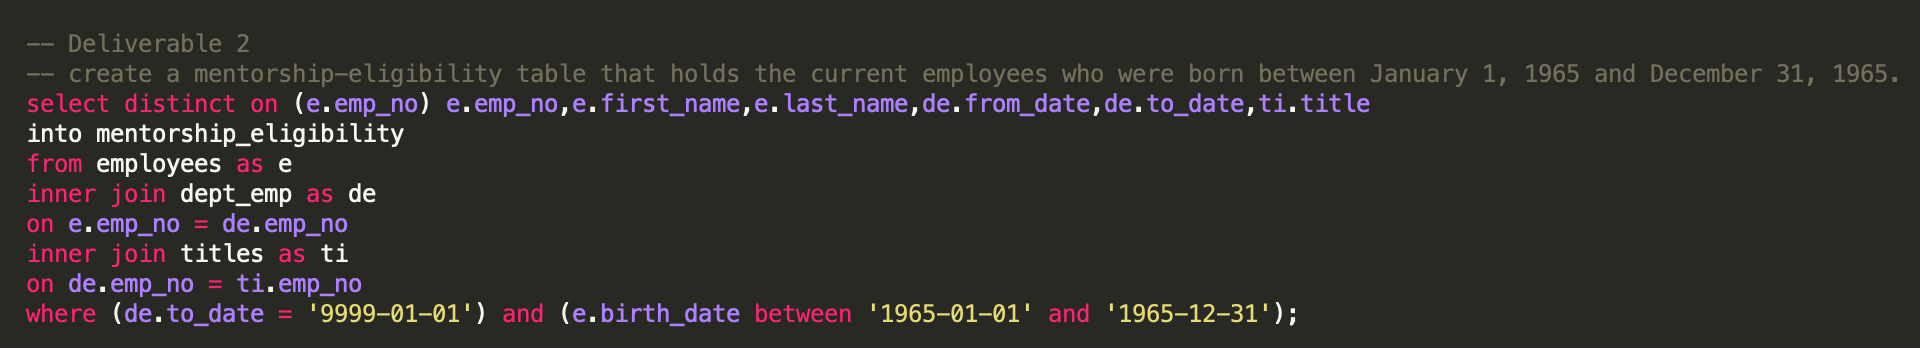 -- Deliverable 2
-- create a mentorship-eligibility table that holds the current employees who were born between January 1, 1965 and December 31, 1965.
select distinct on (e.emp_no) e.emp_no,e.first_name,e.last_name,de.from_date,de.to_date,ti.title
into mentorship_eligibility
from employees as e
inner join dept_emp as de
on e.emp_no = de.emp_no
inner join titles as ti
on de.emp_no = ti.emp_no
where (de.to_date = '9999-01-01') and (e.birth_date between '1965-01-01' and '1965-12-31');